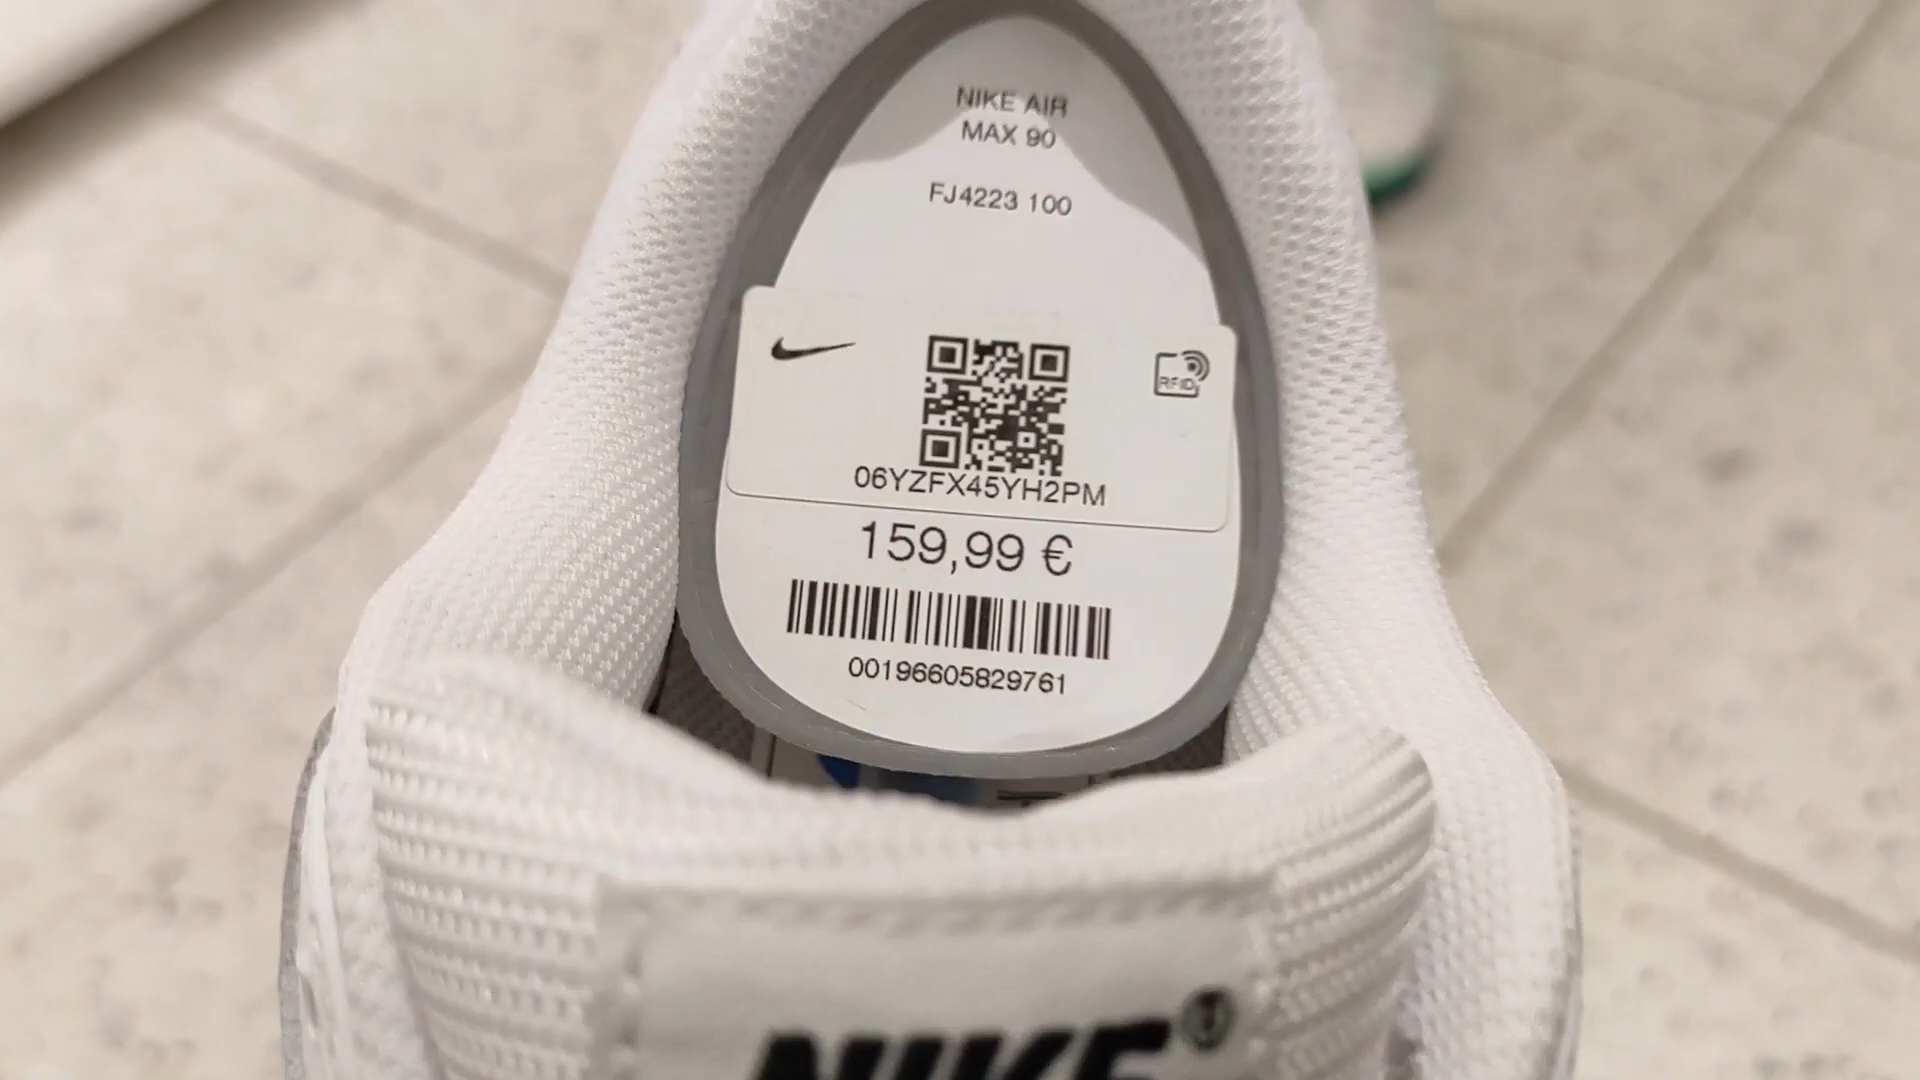 NIKE AIR
MAX 90
FJ4223 100
RFID
06YZFX45YH2PM
159,99 €
00196605829761
NIKE®